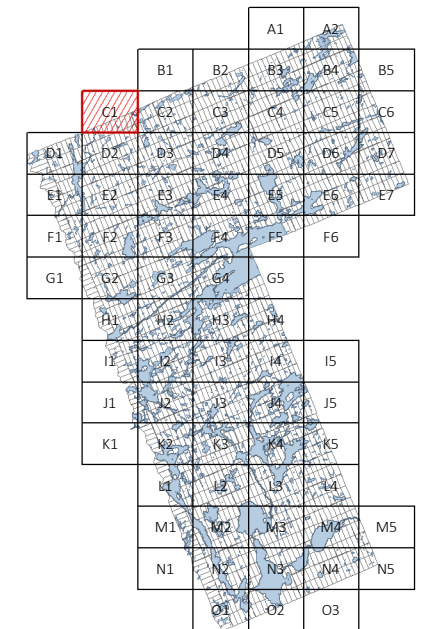 A1 A2
B1 B2 B3 B4 B5
C1 C2 C3 C4 C5 C6
D1 D2 D3 D4 D5 D6 D7
E1 E2 E3 E4 E5 E6 E7
F1 F2 F3 F4 F5 F6
G1 G2 G3 G4 G5
H1 H2 H3 H4
I1 I2 I3 I4 I5
J1 J2 J3 J4 J5
K1 K2 K3 K4 K5
L1 L2 L3 L4
M1 M2 M3 M4 M5
N1 N2 N3 N4 N5
O1 O2 O3